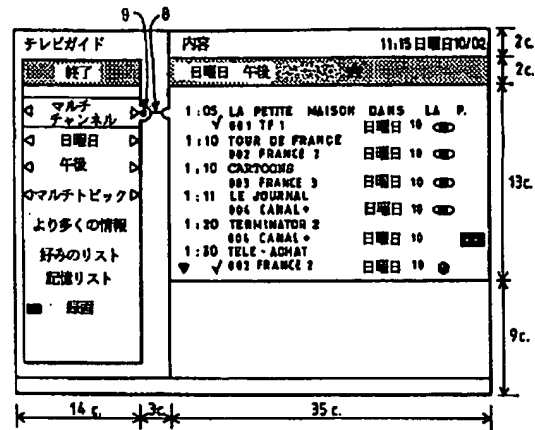 9 8
テレビガイド
内容 11:15 日曜日10/02
終了
日曜日 午後
マルチ
チャンネル
日曜日
午後
マルチトピック
より多くの情報
好みのリスト
記憶リスト
録画
1:05 LA PETITE MAISON DANS LA P.
001 TF1 日曜日 10
1:10 TOUR DE FRANCE
002 FRANCE 2 日曜日 10
1.10 CARTOONS
003 FRANCE 3 日曜日 10
1:11 LE JOURNAL
004 CANAL+ 日曜日 10
1:20 TERMINATOR 2
004 CANAL+ 日曜日 10
1:30 TELE-ACHAT
002 FRANCE 2 日曜日 10
2c.
2c.
13c.
9c.
14c. 3c. 35c.